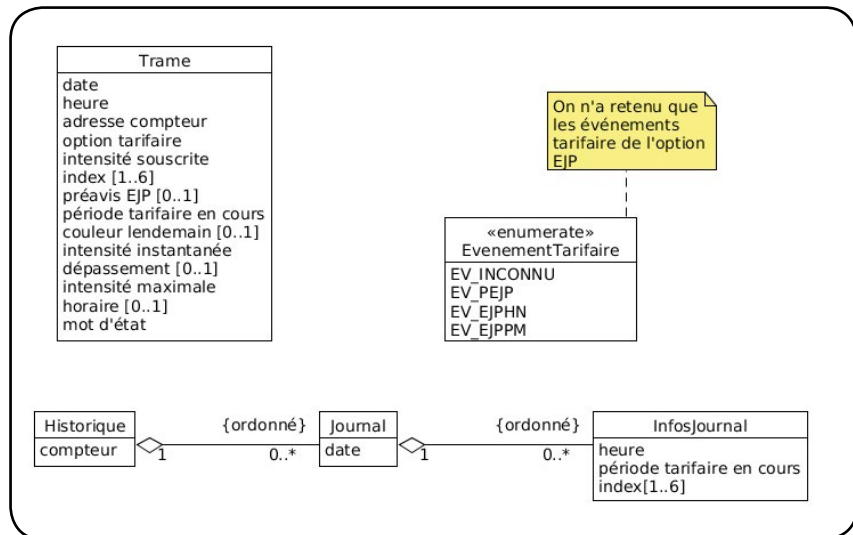 Trame
date
heure
adresse compteur
option tarifaire
intensité souscrite
index [1..6]
préavis EJP [0..1]
période tarifaire en cours
couleur lendemain [0..1]
intensité instantanée
dépassement [0..1]
intensité maximale
horaire [0..1]
mot d'état
On n'a retenu que
les événements
tarifaire de l'option
EJP
«enumerate»
EvenementTarifaire
EV_INCONNU
EV_PEJP
EV_EJPHN
EV_EJPPM
Historique
compteur
1
{ordonné}
0..*
Journal
date
1
{ordonné}
0..*
InfosJournal
heure
période tarifaire en cours
index[1..6]